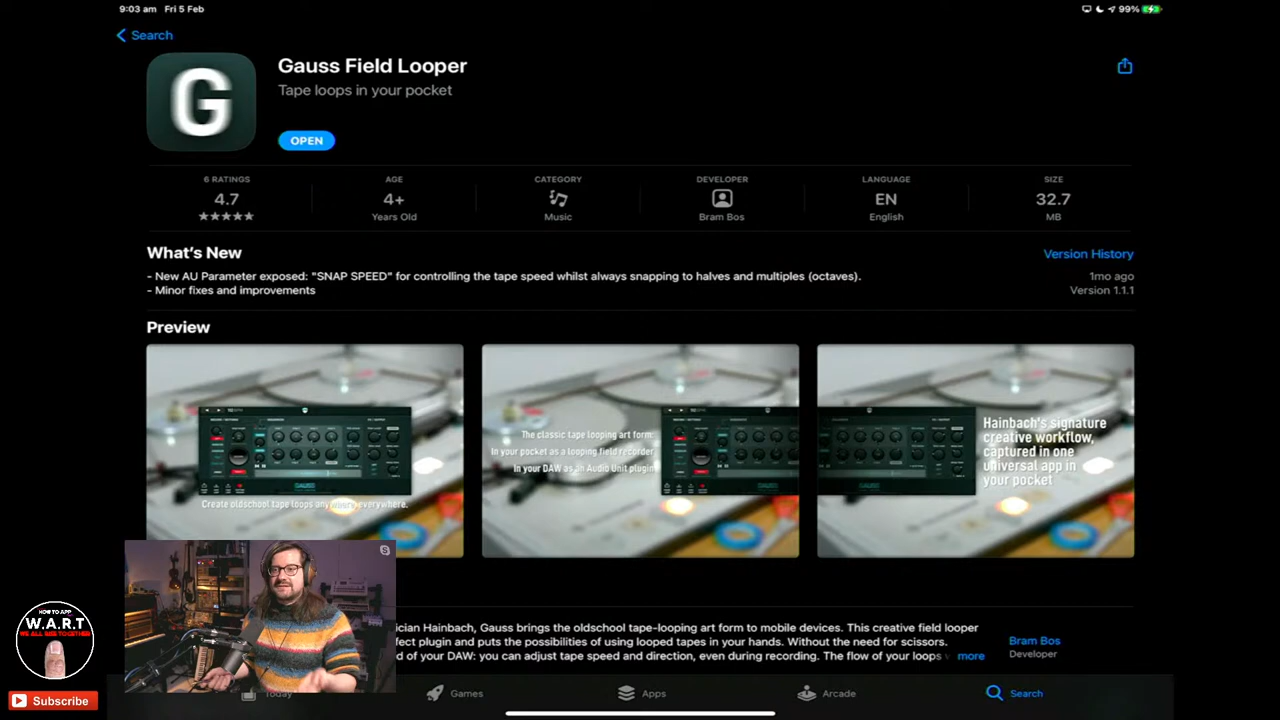 9:03 am Fri 5 Feb
99%
Search
G
Gauss Field Looper
Tape loops in your pocket
OPEN
6 RATINGS
4.7
AGE
4+
Years Old
CATEGORY
Music
DEVELOPER
Bram Bos
LANGUAGE
EN
English
SIZE
32.7
MB
What's New
Version History
- New AU Parameter exposed: "SNAP SPEED" for controlling the tape speed whilst always snapping to halves and multiples (octaves).
1mo ago
- Minor fixes and improvements
Version 1.1.1
Preview
GAUSS
Create oldschool tape loops anywhere, everywhere.
The classic tape looping art form:
In your pocket as a looping field recorder
In your DAW as an Audio Unit plugin
Hainbach's signature
creative workflow,
captured in one
universal app in
your pocket
ician Hainbach, Gauss brings the oldschool tape-looping art form to mobile devices. This creative field looper
fect plugin and puts the possibilities of using looped tapes in your hands. Without the need for scissors.
d of your DAW: you can adjust tape speed and direction, even during recording. The flow of your loops
more
Bram Bos
Developer
HOW TO APP
W.A.R.T
WE ALL RISE TOGETHER
Subscribe
Today
Games
Apps
Arcade
Search